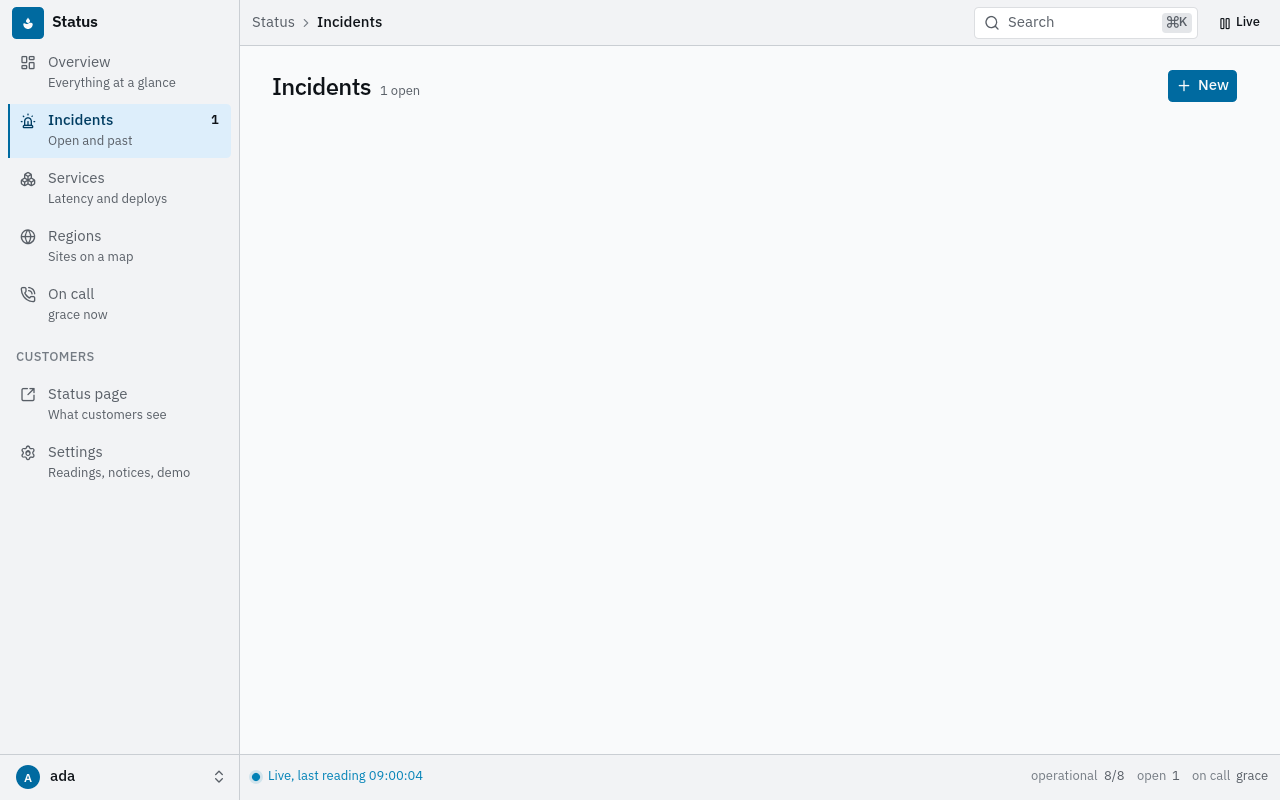 Status
Overview
Everything at a glance
Incidents 1
Open and past
Services
Latency and deploys
Regions
Sites on a map
On call
grace now
CUSTOMERS
Status page
What customers see
Settings
Readings, notices, demo
A ada
Status > Incidents
Search ⌘K
Live
Incidents 1 open
New
Live, last reading 09:00:04
operational 8/8 open 1 on call grace